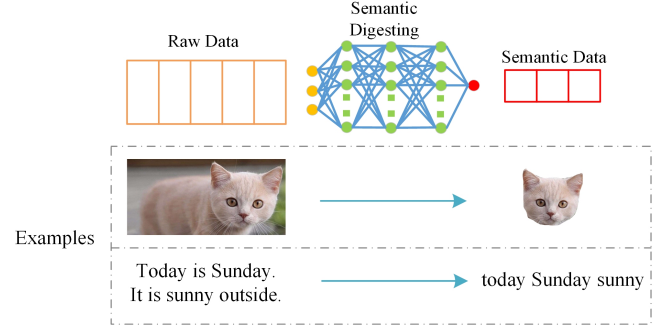 Semantic
Digesting
Raw Data
Semantic Data
Examples
Today is Sunday.
It is sunny outside.
today Sunday sunny